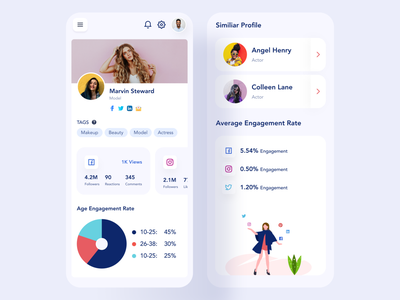 Marvin Steward
Model
TAGS
Makeup Beauty Model Actress
1K Views
4.2M 90 345
Followers Reactions Comments
2.1M 77
Followers Likes
Age Engagement Rate
10-25: 45%
26-38: 30%
10-25: 25%
Similiar Profile
Angel Henry
Actor
Colleen Lane
Actor
Average Engagement Rate
5.54% Engagement
0.50% Engagement
1.20% Engagement